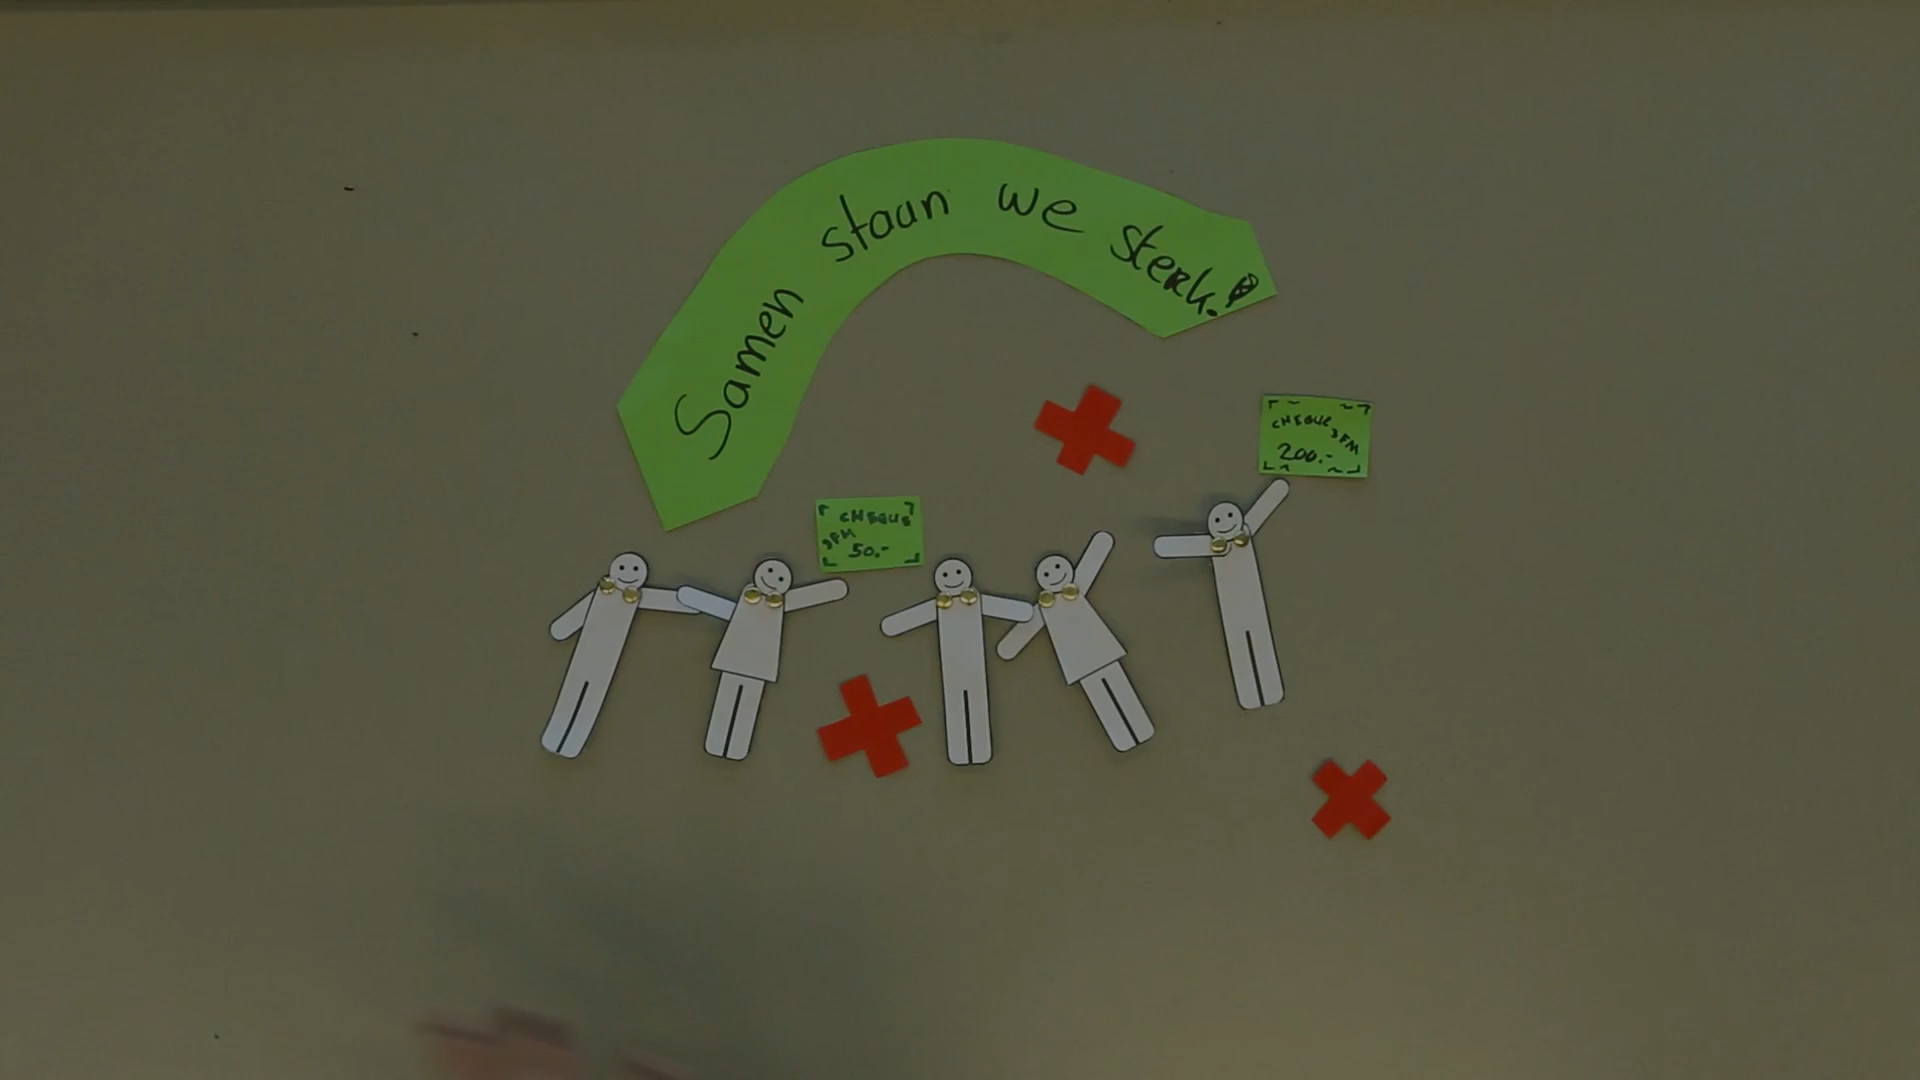 Samen staan we sterk!
CHEQUE
3FM
200.-
CHEQUE
3FM
50,-